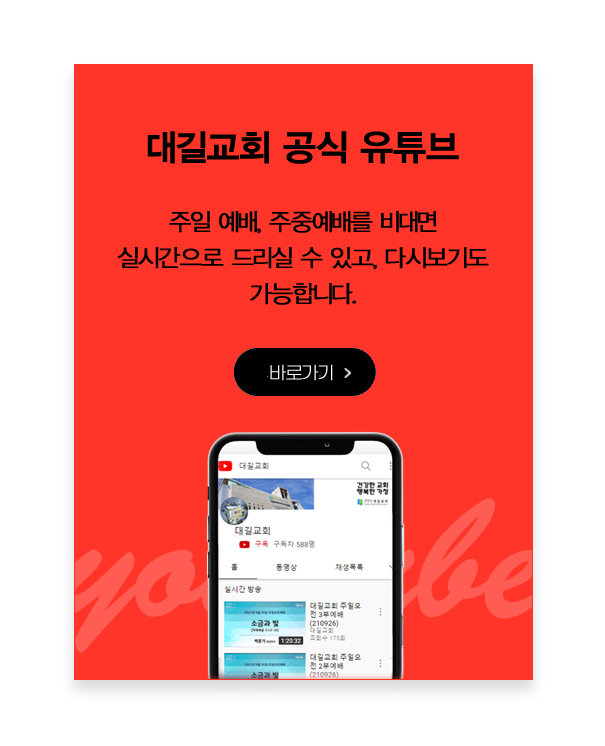 대길교회 공식 유튜브
주일 예배, 주중예배를 비대면
실시간으로 드리실 수 있고, 다시보기도
가능합니다.
바로가기
대길교회
건강한 교회
행복한 가정
대길교회
구독 구독자 588명
홈 동영상 재생목록
실시간 방송
대길교회 주일오
전 3부예배
(210926)
대길교회
조회수 175회
소금과 빛
1:20:32
대길교회 주일오
전 2부예배
(210926)
소금과 빛
youtube